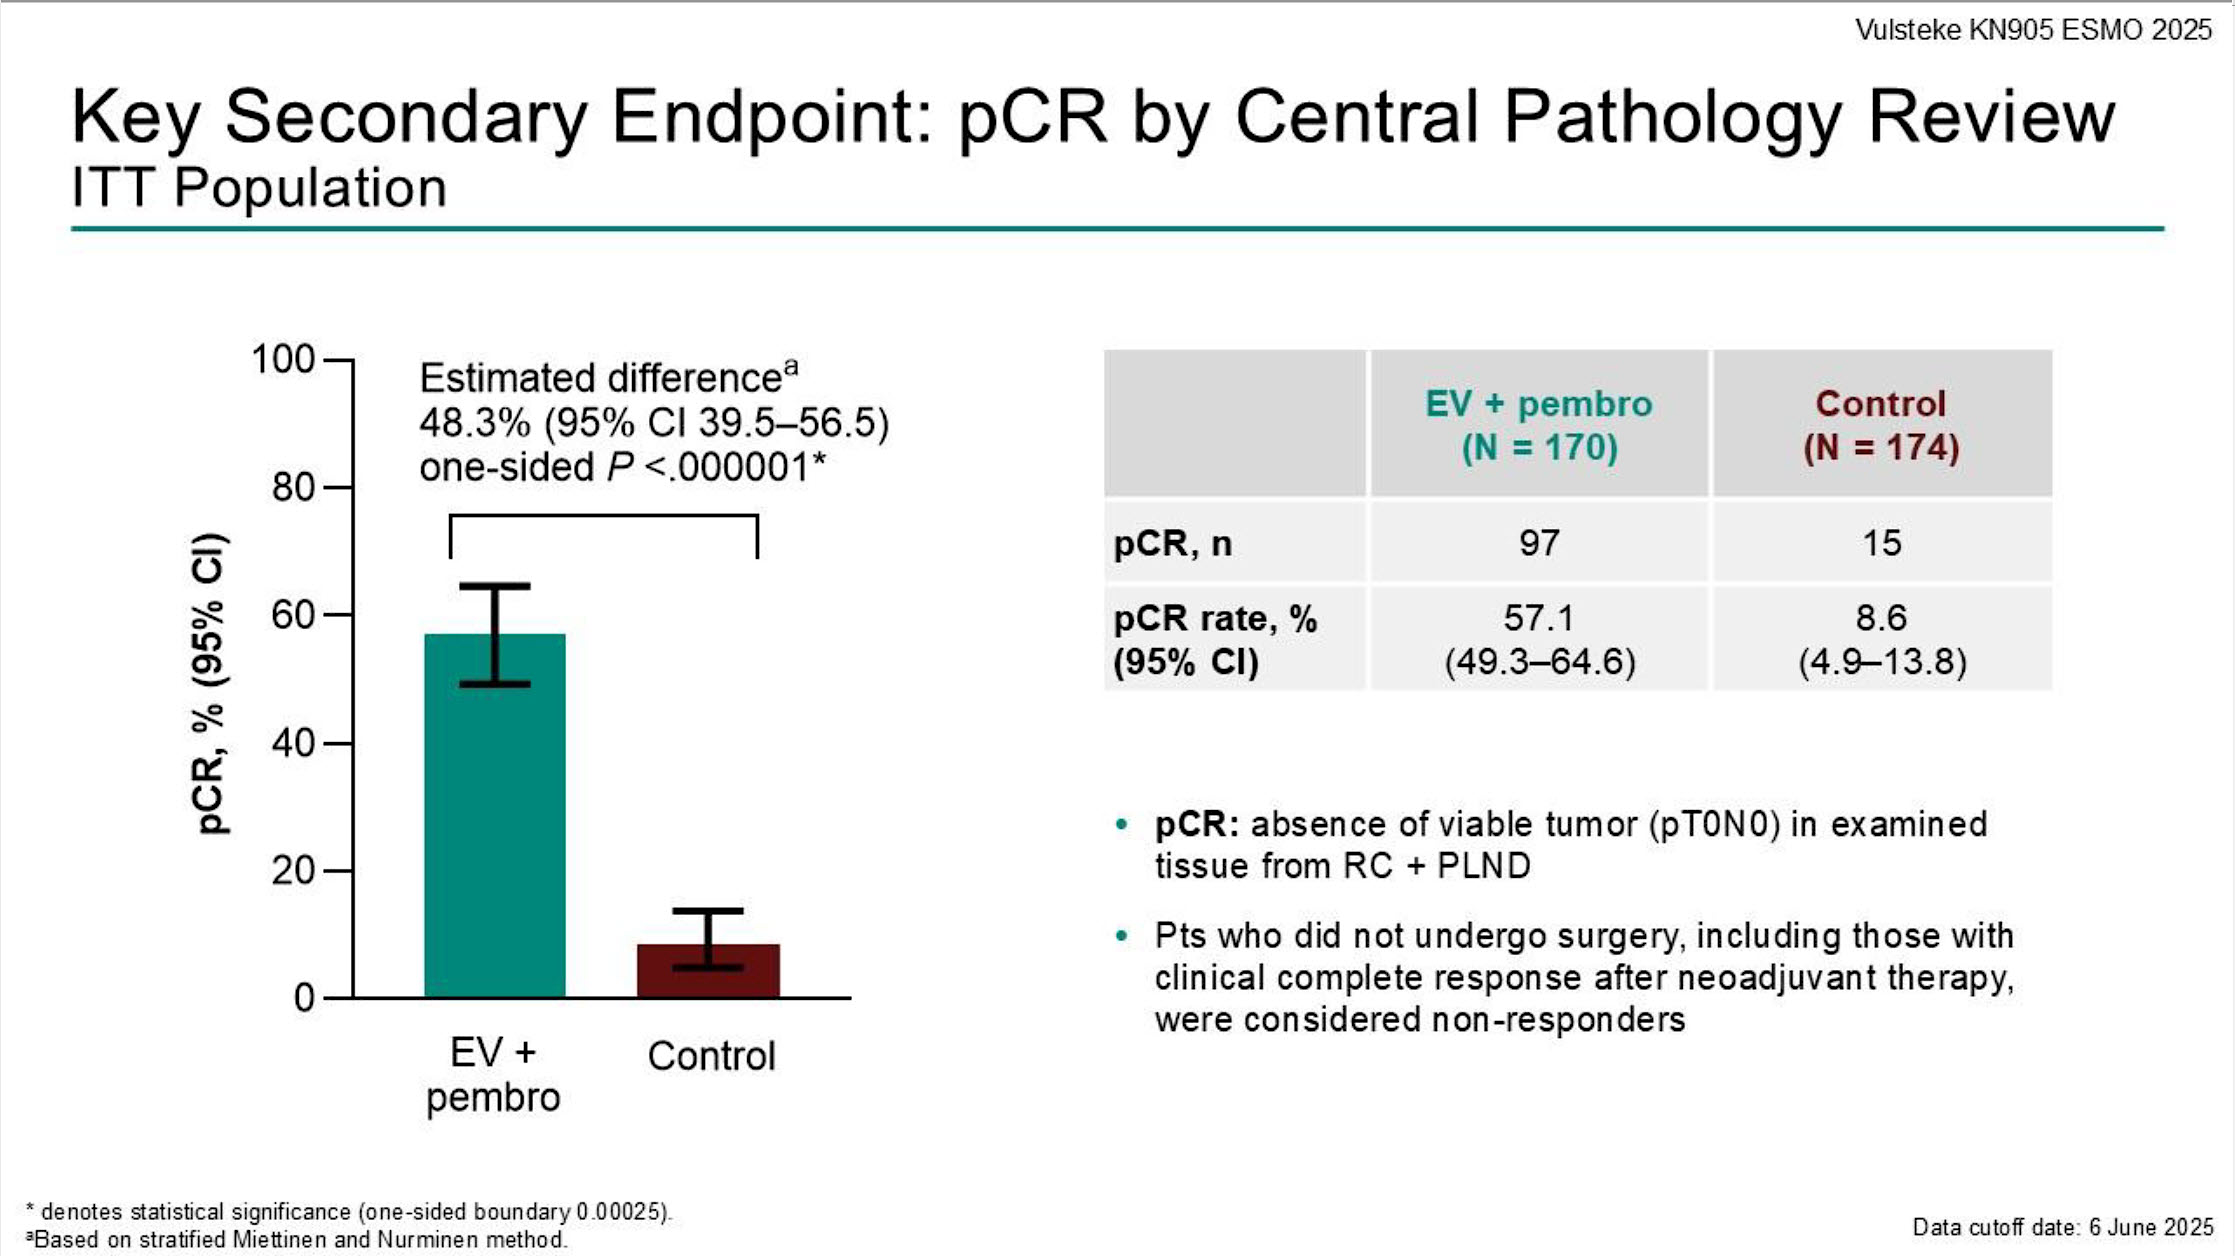 Vulsteke KN905 ESMO 2025
Key Secondary Endpoint: pCR by Central Pathology Review
ITT Population
pCR, % (95% CI)
100
80
60
40
20
0
Estimated differenceᵃ
48.3% (95% CI 39.5–56.5)
one-sided P <.000001*
EV +
pembro
Control
EV + pembro
(N = 170)
Control
(N = 174)
pCR, n
97
15
pCR rate, %
(95% CI)
57.1
(49.3–64.6)
8.6
(4.9–13.8)
• pCR: absence of viable tumor (pT0N0) in examined
tissue from RC + PLND
• Pts who did not undergo surgery, including those with
clinical complete response after neoadjuvant therapy,
were considered non-responders
* denotes statistical significance (one-sided boundary 0.00025).
ᵃBased on stratified Miettinen and Nurminen method.
Data cutoff date: 6 June 2025